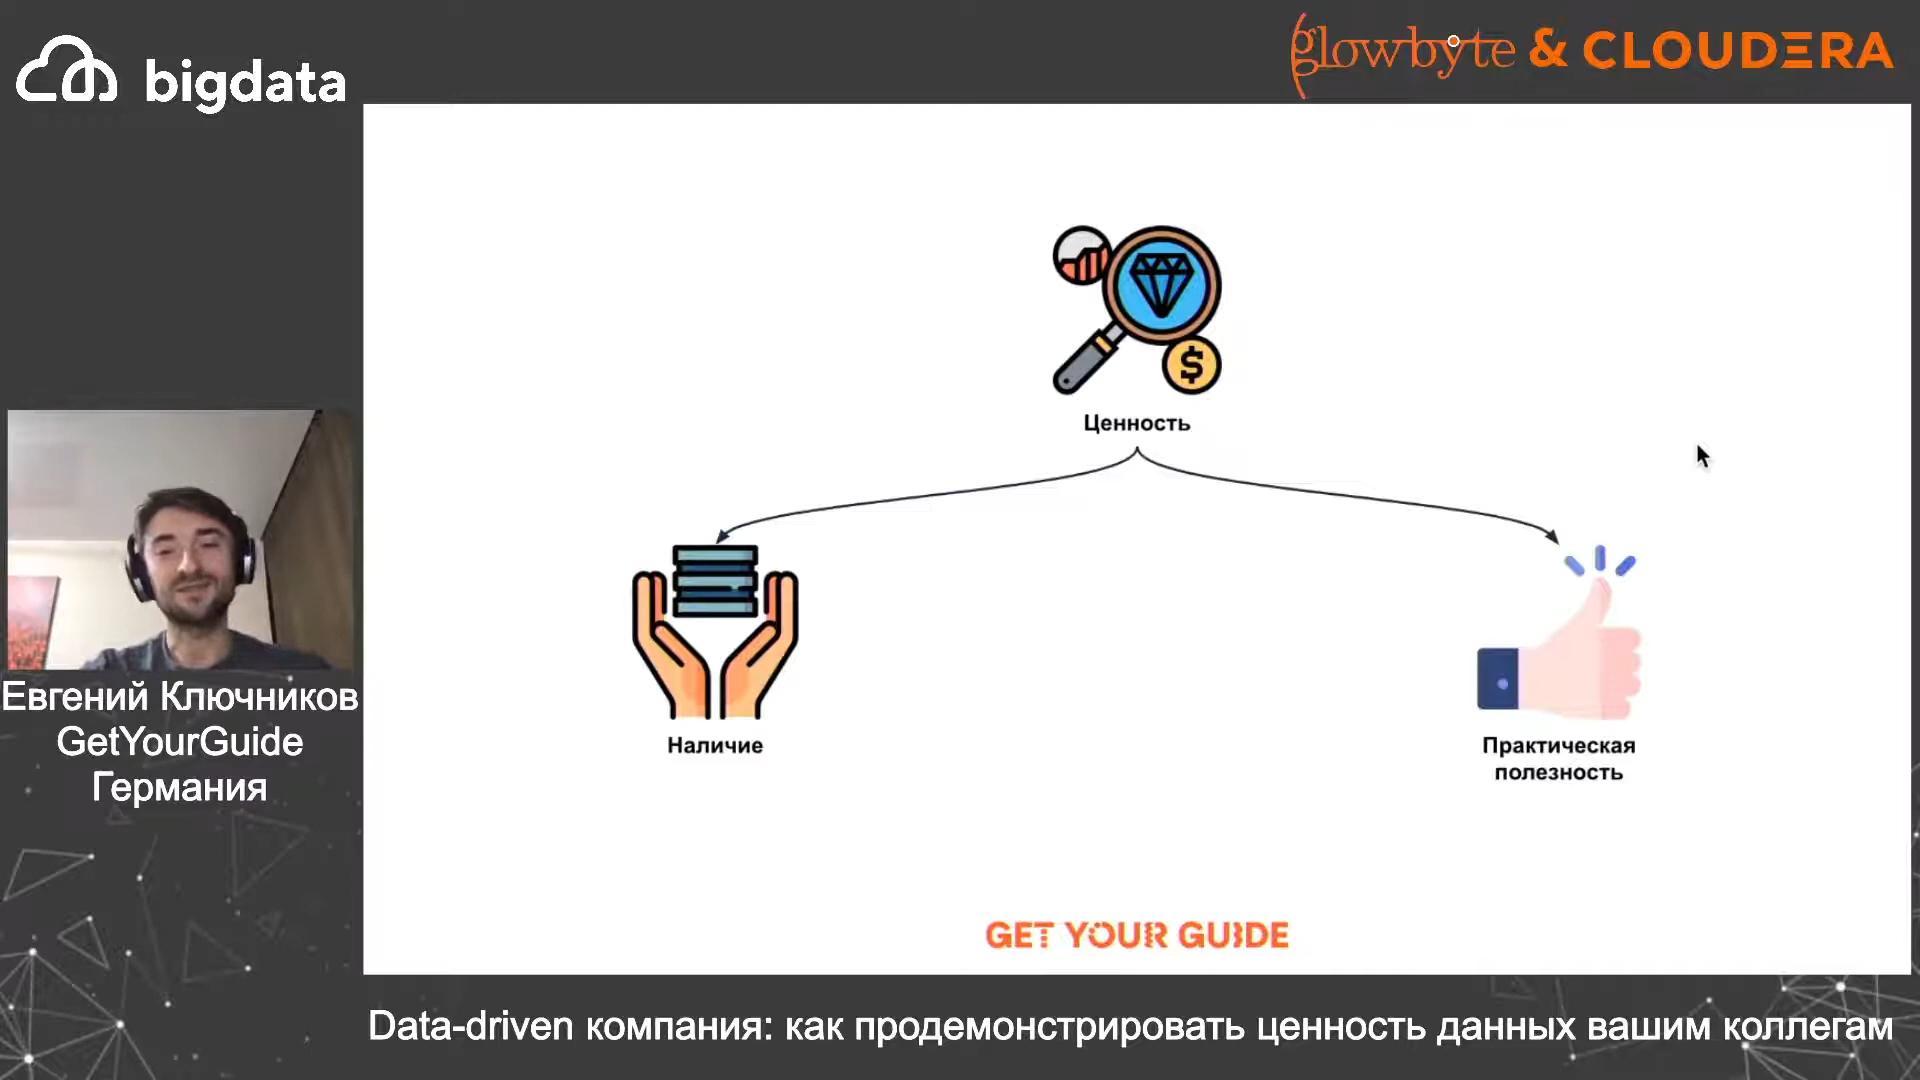 bigdata
glowbyte & CLOUDERA
$
Ценность
Наличие
Практическая
полезность
GET YOUR GUIDE
Евгений Ключников
GetYourGuide
Германия
Data-driven компания: как продемонстрировать ценность данных вашим коллегам